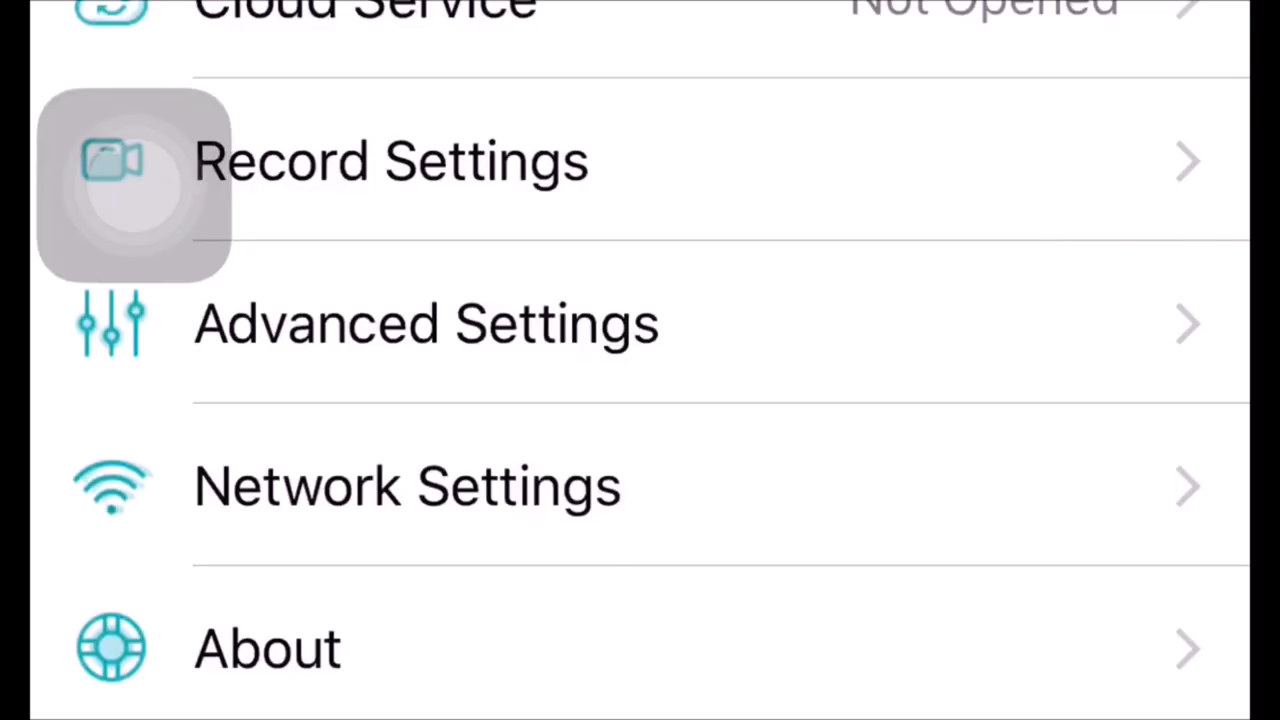 Cloud Service Not Opened
Record Settings
Advanced Settings
Network Settings
About